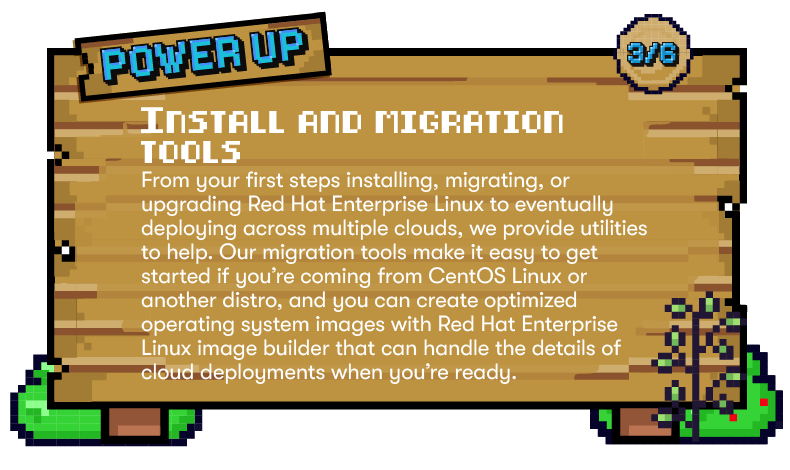 POWER UP
3/6
INSTALL AND MIGRATION
TOOLS
From your first steps installing, migrating, or
upgrading Red Hat Enterprise Linux to eventually
deploying across multiple clouds, we provide utilities
to help. Our migration tools make it easy to get
started if you’re coming from CentOS Linux or
another distro, and you can create optimized
operating system images with Red Hat Enterprise
Linux image builder that can handle the details of
cloud deployments when you’re ready.